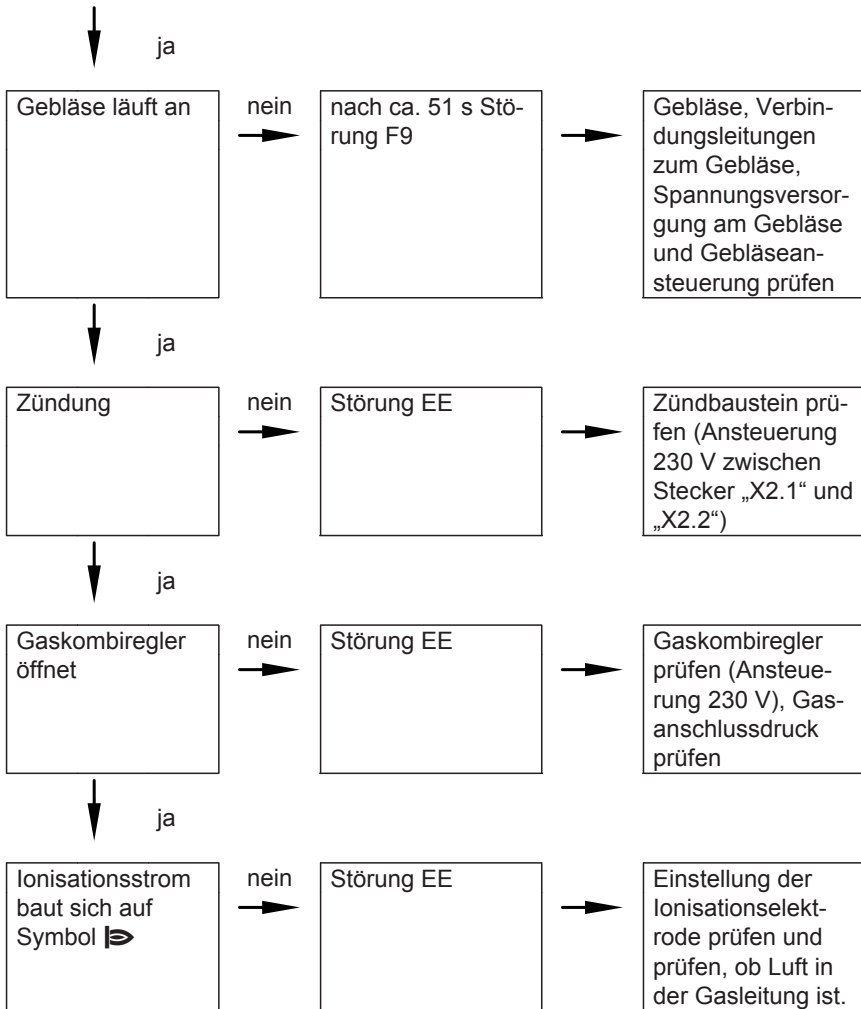 ja
Gebläse läuft an
nein
nach ca. 51 s Stö-
rung F9
Gebläse, Verbin-
dungsleitungen
zum Gebläse,
Spannungsversor-
gung am Gebläse
und Gebläsean-
steuerung prüfen
ja
Zündung
nein
Störung EE
Zündbaustein prü-
fen (Ansteuerung
230 V zwischen
Stecker „X2.1“ und
„X2.2“)
ja
Gaskombiregler
öffnet
nein
Störung EE
Gaskombiregler
prüfen (Ansteue-
rung 230 V), Gas-
anschlussdruck
prüfen
ja
Ionisationsstrom
baut sich auf
Symbol
nein
Störung EE
Einstellung der
Ionisationselekt-
rode prüfen und
prüfen, ob Luft in
der Gasleitung ist.